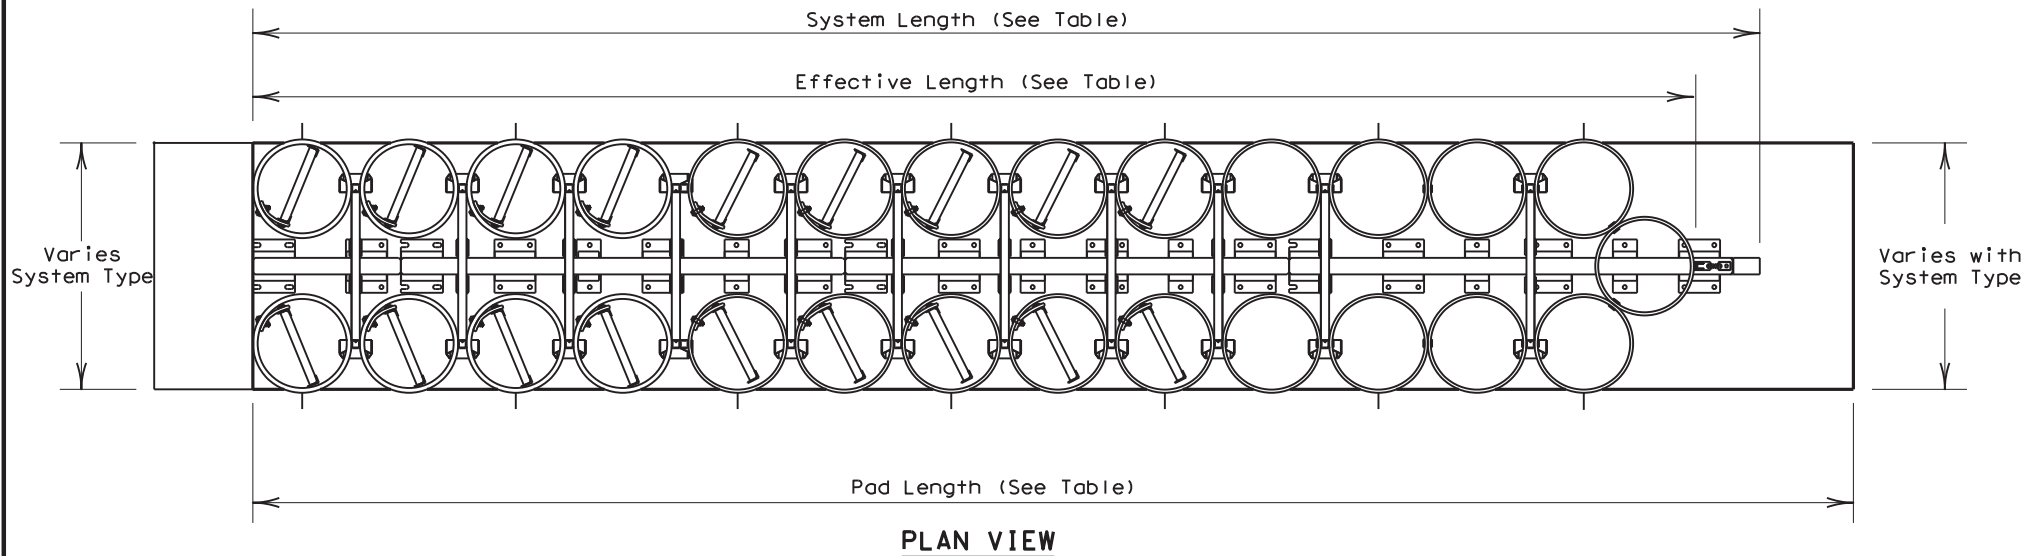 System Length (See Table)
Effective Length (See Table)
Varies
System Type
Varies with
System Type
Pad Length (See Table)
PLAN VIEW